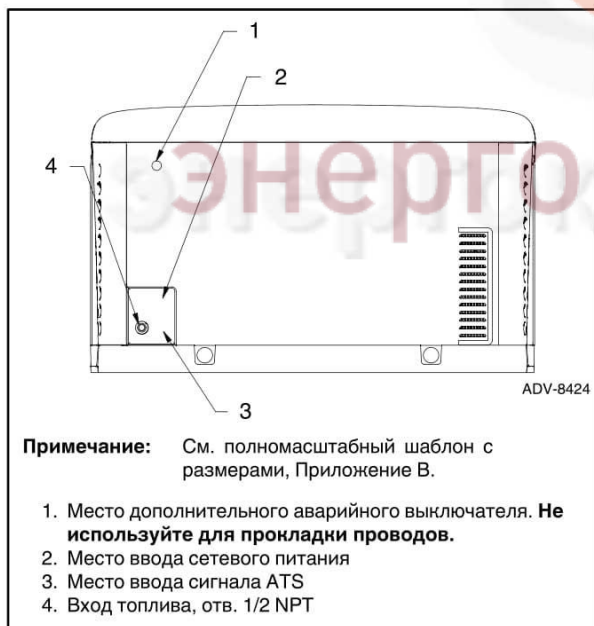 1
2
4
энерго
3
ADV-8424
Примечание: См. полномасштабный шаблон с
размерами, Приложение В.
1. Место дополнительного аварийного выключателя. Не
используйте для прокладки проводов.
2. Место ввода сетевого питания
3. Место ввода сигнала ATS
4. Вход топлива, отв. 1/2 NPT